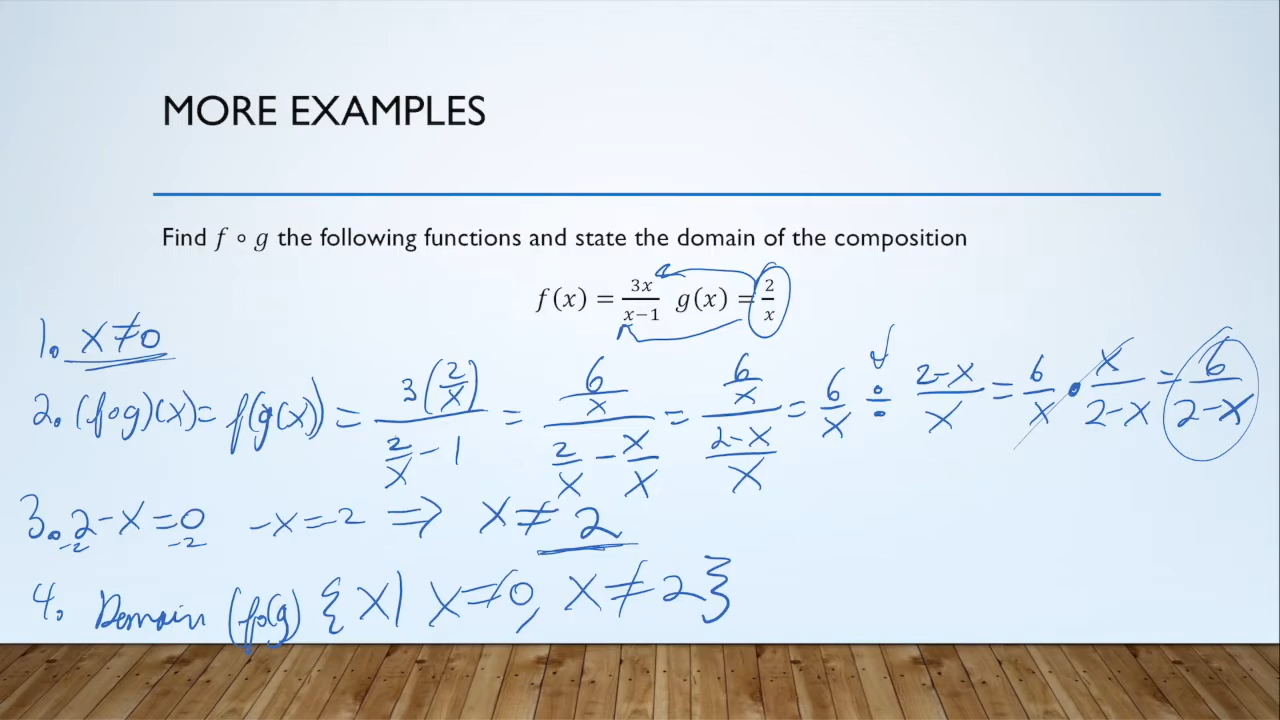 MORE EXAMPLES
Find f ∘ g the following functions and state the domain of the composition
f(x) = 3x/(x−1) g(x) = 2/x
1. x≠0
2. (f∘g)(x) = f(g(x)) = 3(2/x)/(2/x − 1) = (6/x)/(2/x − x/x) = (6/x)/((2−x)/x) = 6/x ÷ (2−x)/x = 6/x • x/(2−x) = 6/(2−x)
3. 2−x=0 −x=−2 ⇒ x≠2
−2 −2
4. Domain (f∘g) {x| x≠0, x≠2}